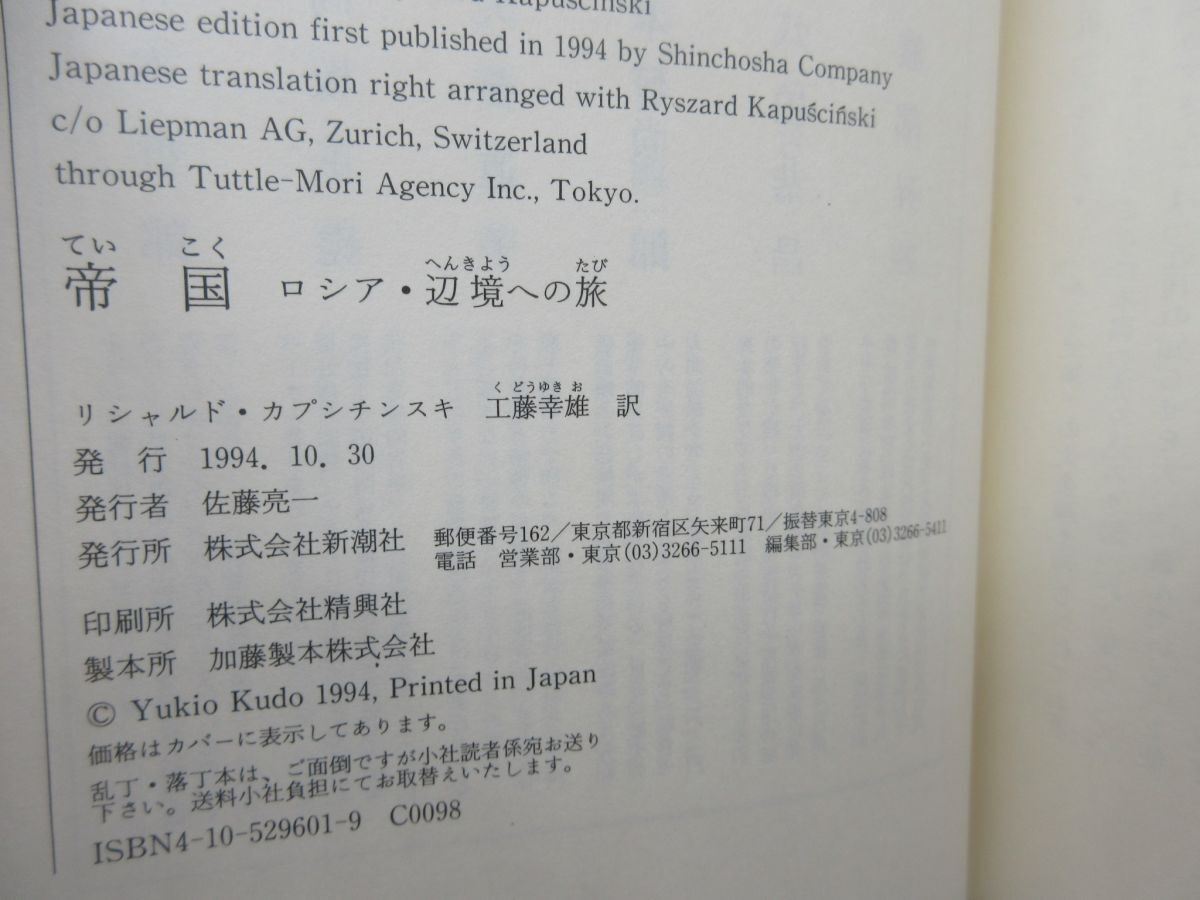 Kapuściński
Japanese edition first published in 1994 by Shinchosha Company
Japanese translation right arranged with Ryszard Kapuściński
c/o Liepman AG, Zurich, Switzerland
through Tuttle-Mori Agency Inc., Tokyo.
てい こく へんきよう たび
帝 国 ロシア・辺境への旅
く どうゆき お
リシャルド・カプシチンスキ 工藤幸雄 訳
発 行 1994. 10. 30
発行者 佐藤亮一
発行所 株式会社新潮社 郵便番号162/東京都新宿区矢来町71/振替東京4-808
電話 営業部・東京(03)3266-5111 編集部・東京(03)3266-5411
印刷所 株式会社精興社
製本所 加藤製本株式会社
© Yukio Kudo 1994, Printed in Japan
価格はカバーに表示してあります。
乱丁・落丁本は、ご面倒ですが小社読者係宛お送り
下さい。送料小社負担にてお取替えいたします。
ISBN4-10-529601-9 C0098